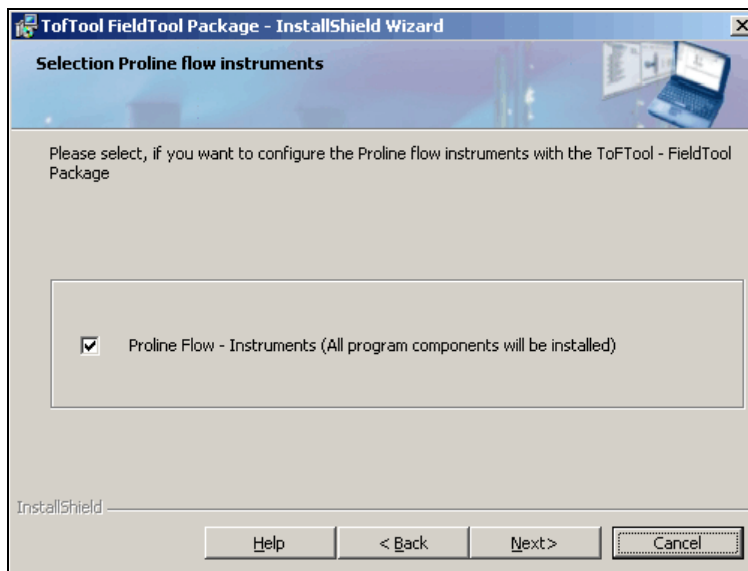 TofTool FieldTool Package - InstallShield Wizard
Selection Proline flow instruments
Please select, if you want to configure the Proline flow instruments with the ToFTool - FieldTool
Package
Proline Flow - Instruments (All program components will be installed)
InstallShield
Help
< Back
Next>
Cancel